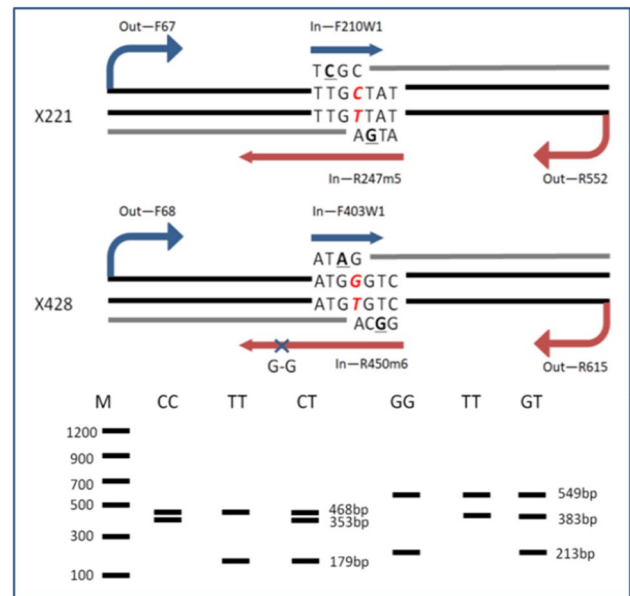 Out—F67
In—F210W1
TCGC
TTGCTAT
X221
TTGTTAT
AGTA
In—R247m5
Out—R552
Out—F68
In—F403W1
ATAG
ATGGGTC
X428
ATGTGTC
ACGG
G-G
In—R450m6
Out—R615
M CC TT CT GG TT GT
1200
900
700
500
300
100
468bp
353bp
179bp
549bp
383bp
213bp